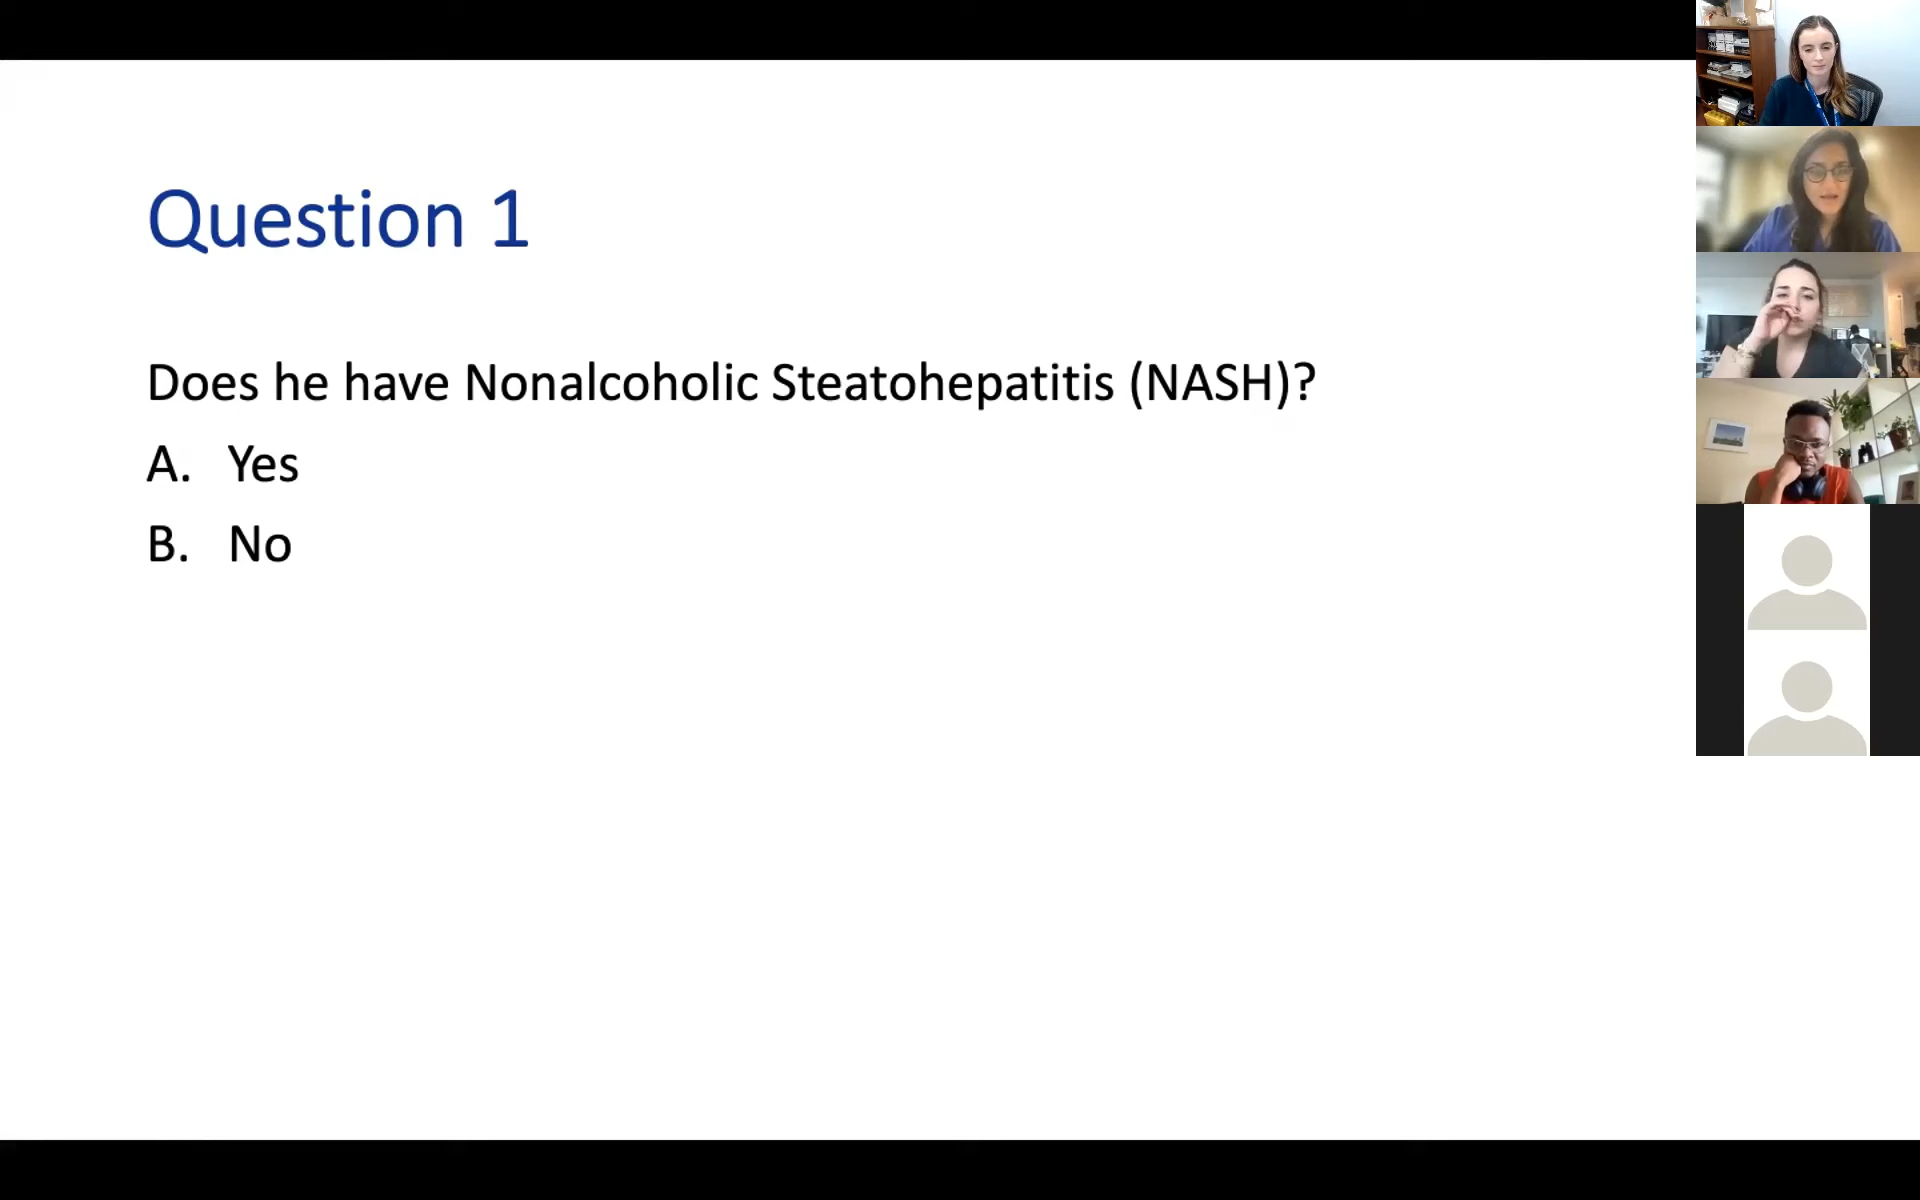 Question 1
Does he have Nonalcoholic Steatohepatitis (NASH)?
A. Yes
B. No